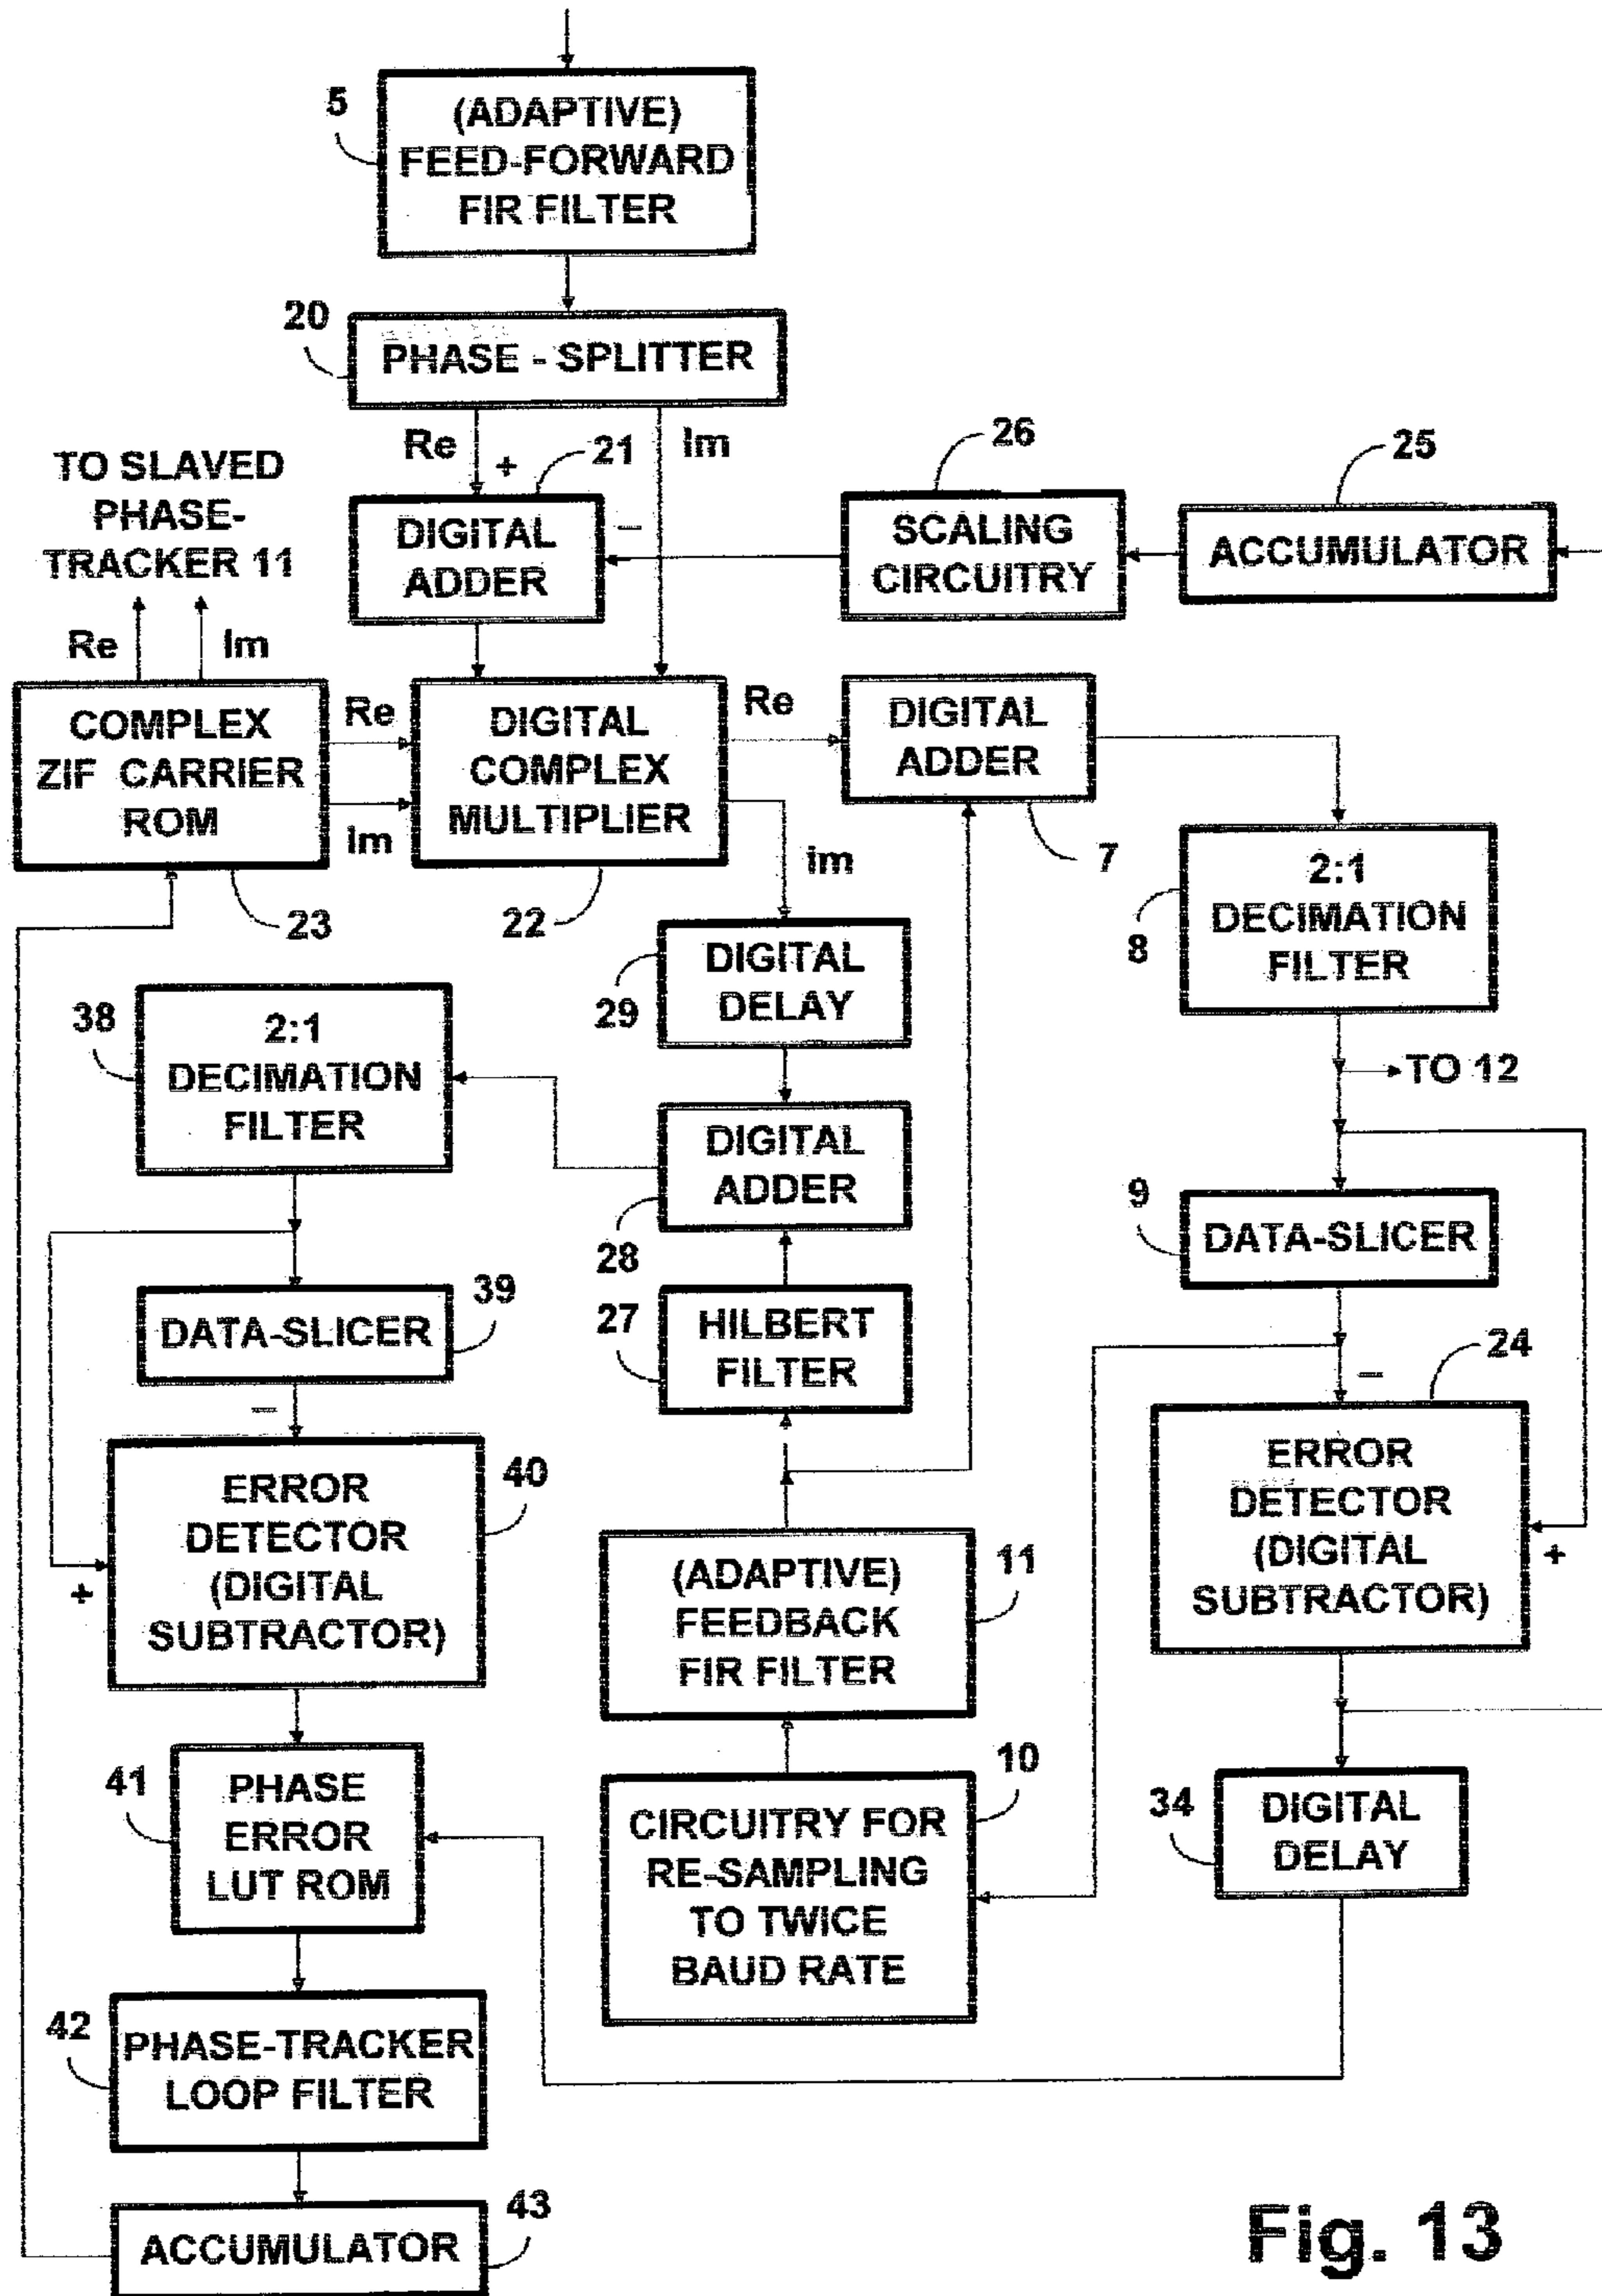 5
(ADAPTIVE)
FEED-FORWARD
FIR FILTER
20
PHASE - SPLITTER
Re
+
21
Im
TO SLAVED
PHASE-
TRACKER 11
Re
Im
DIGITAL
ADDER
–
26
SCALING
CIRCUITRY
25
ACCUMULATOR
COMPLEX
ZIF CARRIER
ROM
23
Re
Im
DIGITAL
COMPLEX
MULTIPLIER
22
Re
Im
DIGITAL
ADDER
7
8
2:1
DECIMATION
FILTER
TO 12
29
DIGITAL
DELAY
38
2:1
DECIMATION
FILTER
DIGITAL
ADDER
28
9
DATA-SLICER
39
DATA-SLICER
–
27
HILBERT
FILTER
24
–
ERROR
DETECTOR
(DIGITAL
SUBTRACTOR)
+
40
ERROR
DETECTOR
(DIGITAL
SUBTRACTOR)
+
11
(ADAPTIVE)
FEEDBACK
FIR FILTER
41
PHASE
ERROR
LUT ROM
10
CIRCUITRY FOR
RE-SAMPLING
TO TWICE
BAUD RATE
34
DIGITAL
DELAY
42
PHASE-TRACKER
LOOP FILTER
43
ACCUMULATOR
Fig. 13